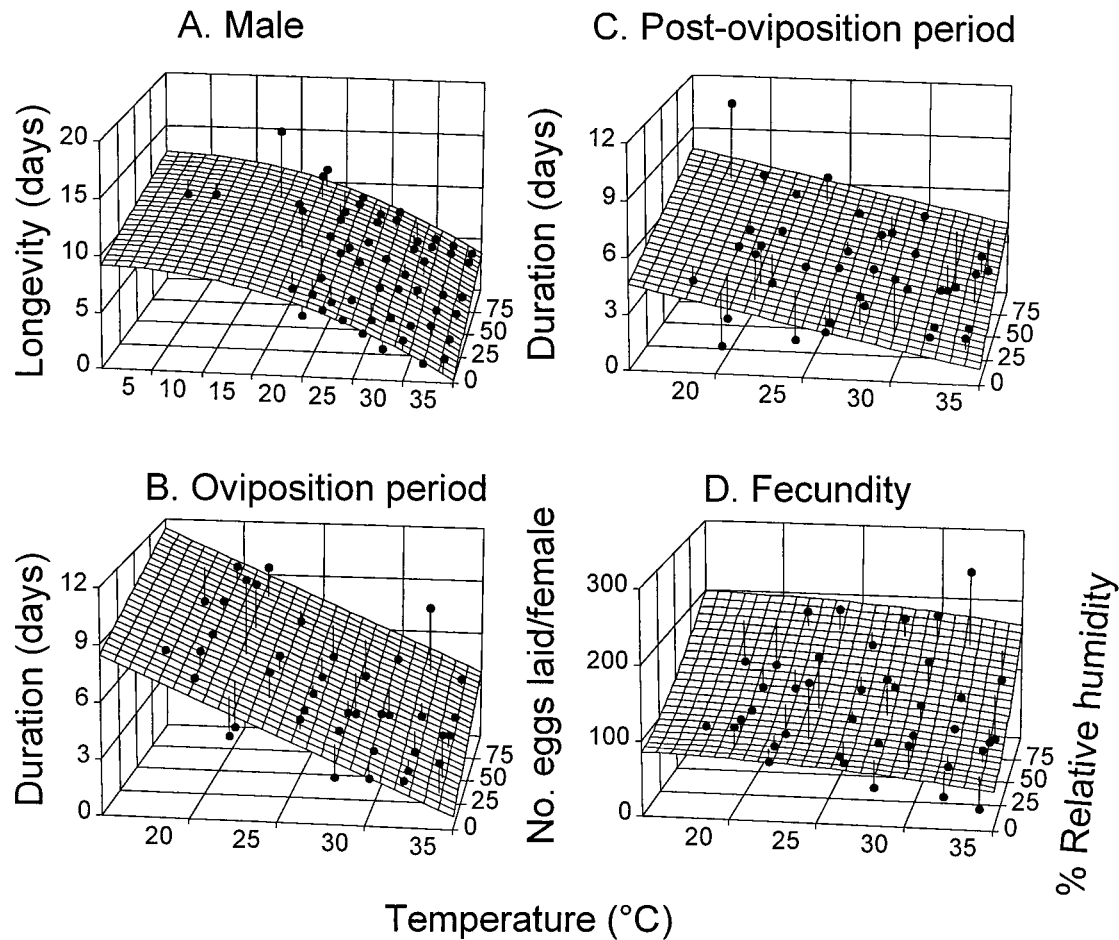 A. Male
Longevity (days)
20
15
10
5
0
5 10 15 20 25 30 35
75
50
25
0
C. Post-oviposition period
Duration (days)
12
9
6
3
0
20 25 30 35
75
50
25
0
B. Oviposition period
Duration (days)
12
9
6
3
0
20 25 30 35
75
50
25
0
D. Fecundity
No. eggs laid/female
300
200
100
0
20 25 30 35
75
50
25
0
% Relative humidity
Temperature (°C)